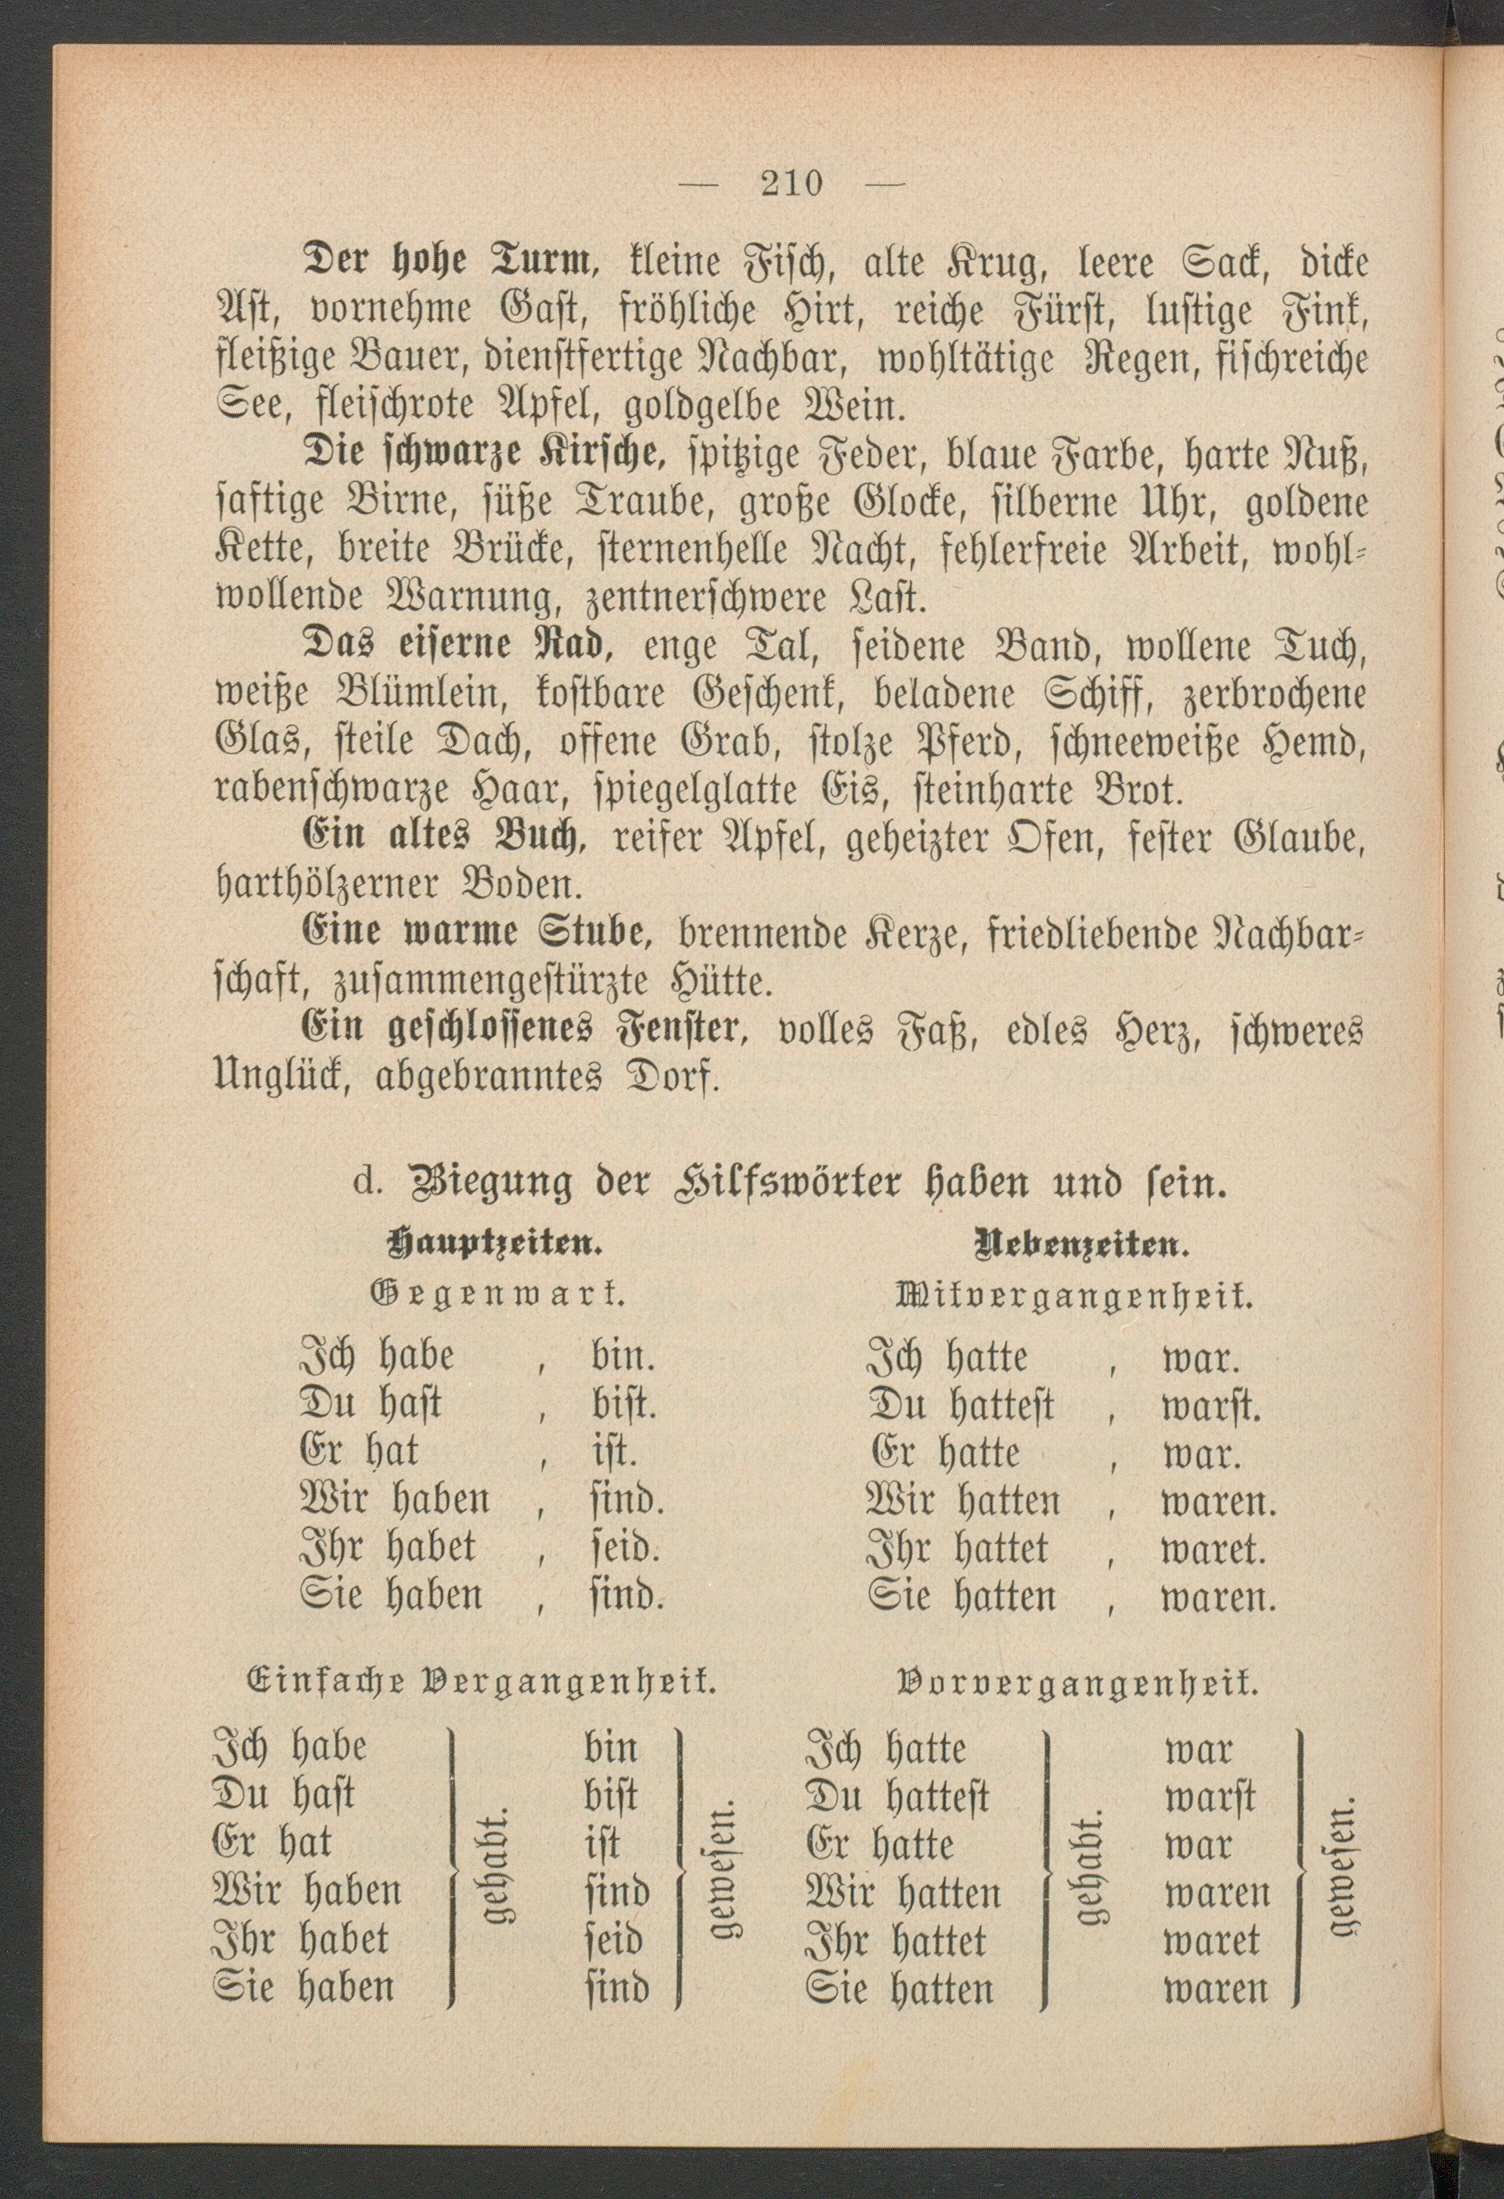 — 210 —
Der hohe Turm, kleine Fisch, alte Krug, leere Sack, dicke
Ast, vornehme Gast, fröhliche Hirt, reiche Fürst, lustige Fink,
fleißige Bauer, dienstfertige Nachbar, wohltätige Regen, fischreiche
See, fleischrote Apfel, goldgelbe Wein.
Die schwarze Kirsche, spitzige Feder, blaue Farbe, harte Nuß,
saftige Birne, süße Traube, große Glocke, silberne Uhr, goldene
Kette, breite Brücke, sternenhelle Nacht, fehlerfreie Arbeit, wohl-
wollende Warnung, zentnerschwere Last.
Das eiserne Rad, enge Tal, seidene Band, wollene Tuch,
weiße Blümlein, kostbare Geschenk, beladene Schiff, zerbrochene
Glas, steile Dach, offene Grab, stolze Pferd, schneeweiße Hemd,
rabenschwarze Haar, spiegelglatte Eis, steinharte Brot.
Ein altes Buch, reifer Apfel, geheizter Ofen, fester Glaube,
harthölzerner Boden.
Eine warme Stube, brennende Kerze, friedliebende Nachbar-
schaft, zusammengestürzte Hütte.
Ein geschlossenes Fenster, volles Faß, edles Herz, schweres
Unglück, abgebranntes Dorf.
d. Biegung der Hilfswörter haben und sein.
Hauptzeiten.
Gegenwart.
Ich habe , bin.
Du hast , bist.
Er hat , ist.
Wir haben , sind.
Ihr habet , seid.
Sie haben , sind.
Nebenzeiten.
Mitvergangenheit.
Ich hatte , war.
Du hattest , warst.
Er hatte , war.
Wir hatten , waren.
Ihr hattet , waret.
Sie hatten , waren.
Einfache Vergangenheit.
Ich habe bin
Du hast bist
Er hat ist
Wir haben sind
Ihr habet seid
Sie haben sind
gehabt.
gewesen.
Vorvergangenheit.
Ich hatte war
Du hattest warst
Er hatte war
Wir hatten waren
Ihr hattet waret
Sie hatten waren
gehabt.
gewesen.